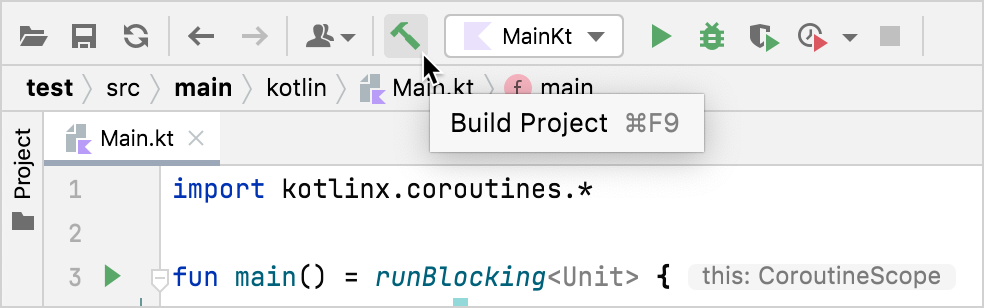 MainKt
test src main kotlin Main.kt f main
Build Project ⌘F9
Project
Main.kt
1 import kotlinx.coroutines.*
2
3 fun main() = runBlocking<Unit> { this: CoroutineScope